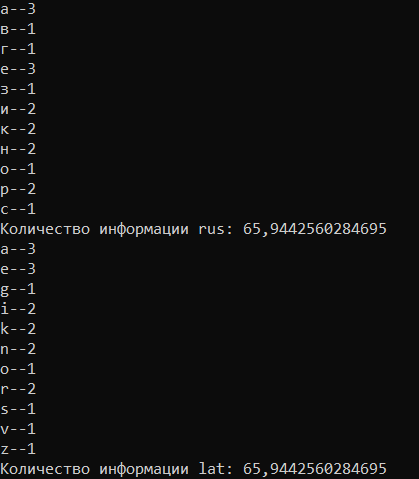 а--3
в--1
г--1
е--3
з--1
и--2
к--2
н--2
о--1
р--2
с--1
Количество информации rus: 65,9442560284695
a--3
e--3
g--1
i--2
k--2
n--2
o--1
r--2
s--1
v--1
z--1
Количество информации lat: 65,9442560284695